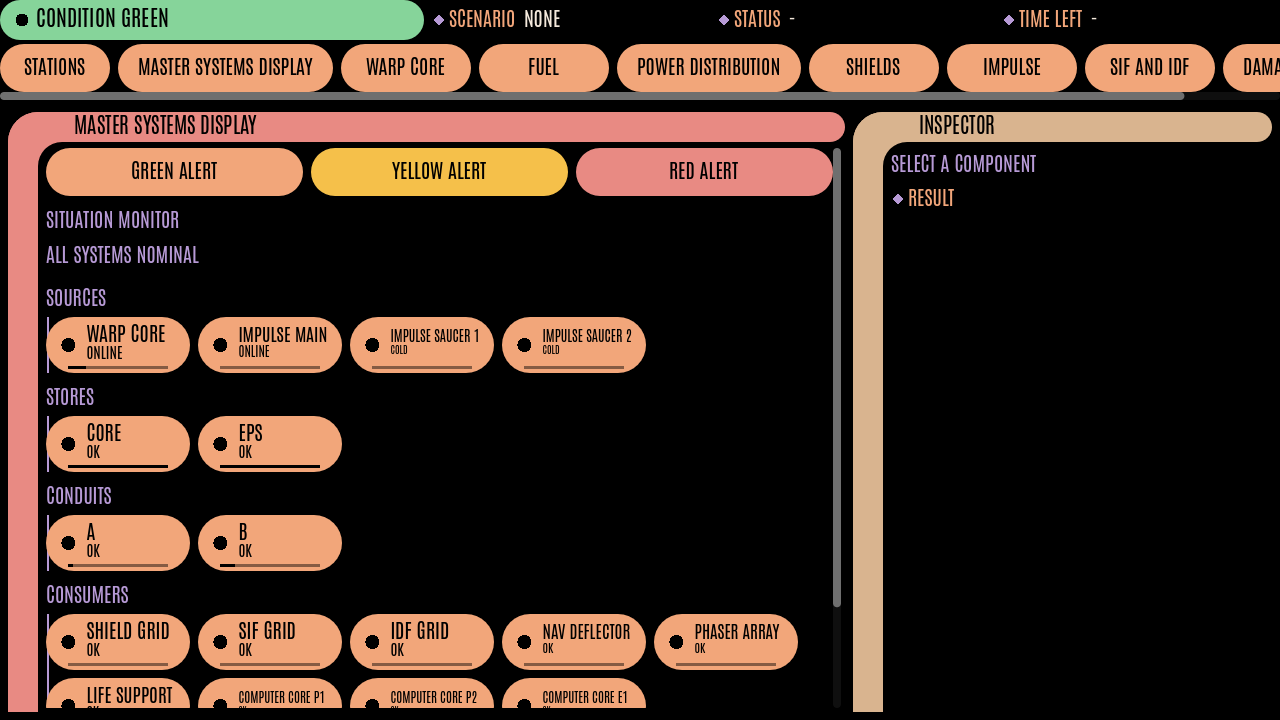 CONDITION GREEN
SCENARIO NONE
STATUS -
TIME LEFT -
STATIONS
MASTER SYSTEMS DISPLAY
WARP CORE
FUEL
POWER DISTRIBUTION
SHIELDS
IMPULSE
SIF AND IDF
DAMA
MASTER SYSTEMS DISPLAY
GREEN ALERT
YELLOW ALERT
RED ALERT
SITUATION MONITOR
ALL SYSTEMS NOMINAL
SOURCES
WARP CORE
ONLINE
IMPULSE MAIN
ONLINE
IMPULSE SAUCER 1
COLD
IMPULSE SAUCER 2
COLD
STORES
CORE
OK
EPS
OK
CONDUITS
A
OK
B
OK
CONSUMERS
SHIELD GRID
OK
SIF GRID
OK
IDF GRID
OK
NAV DEFLECTOR
OK
PHASER ARRAY
OK
LIFE SUPPORT
COMPUTER CORE P1
COMPUTER CORE P2
COMPUTER CORE E1
INSPECTOR
SELECT A COMPONENT
RESULT